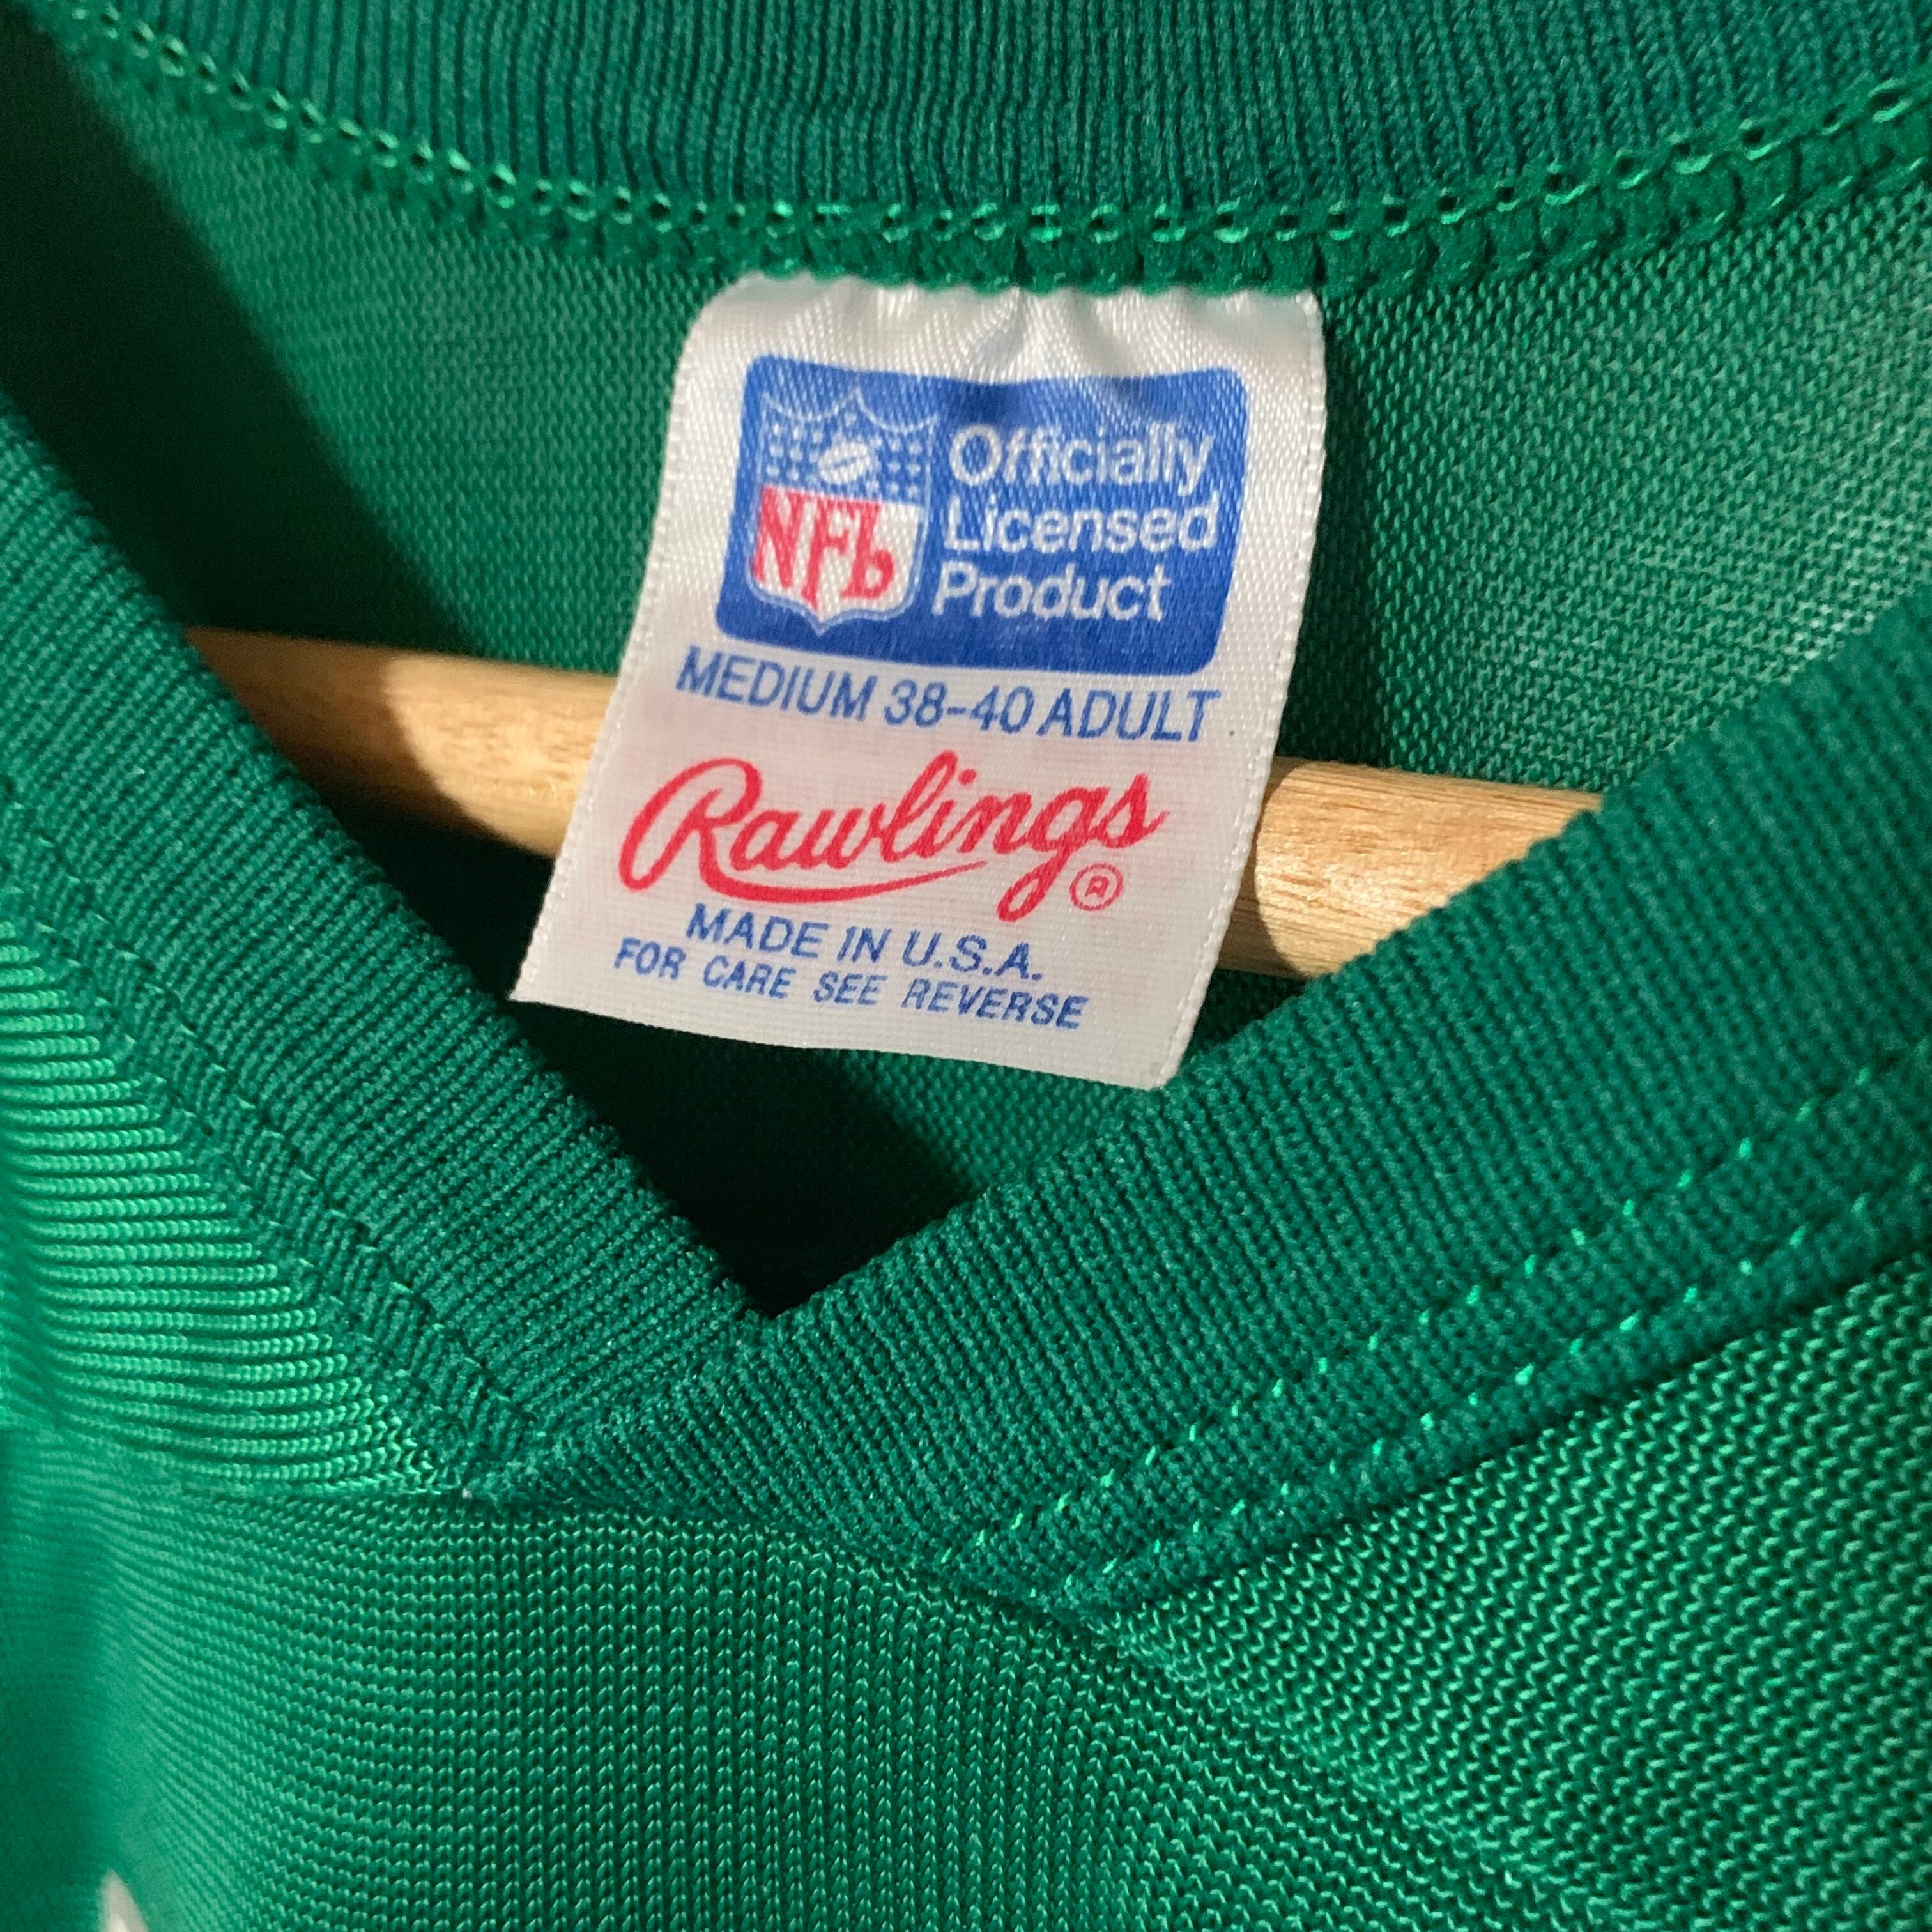 NFL
Officially
Licensed
Product
MEDIUM 38-40 ADULT
Rawlings ®
MADE IN U.S.A.
FOR CARE SEE REVERSE